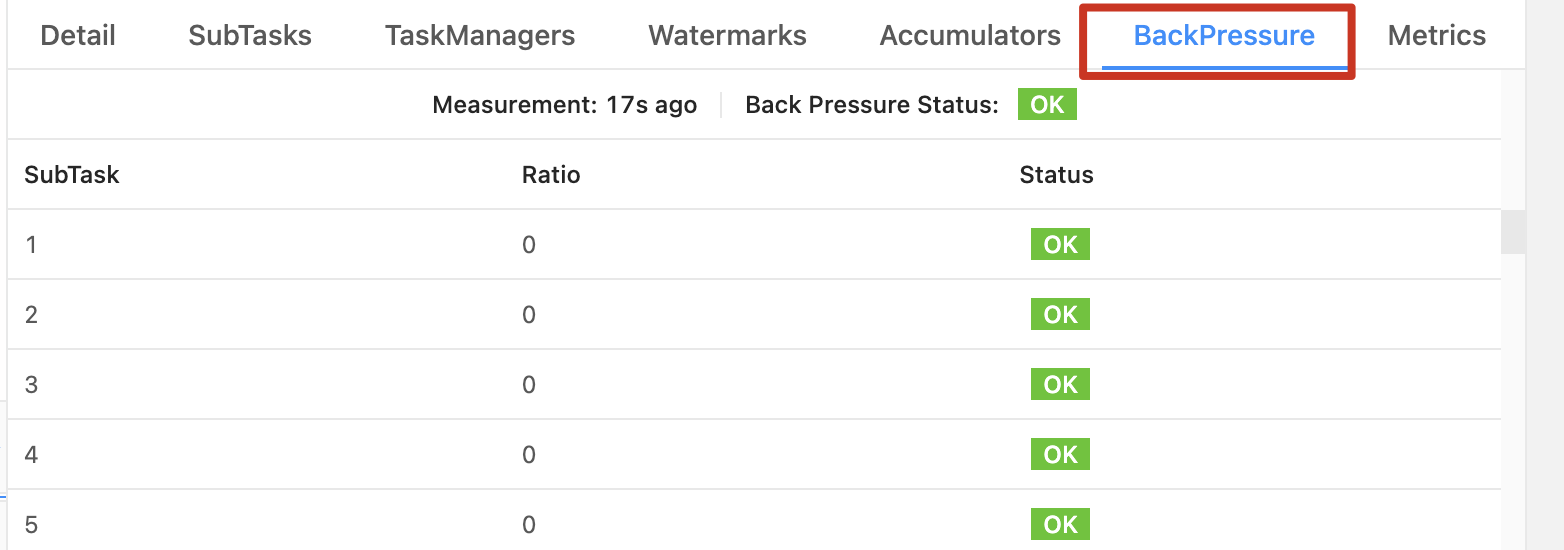 Detail SubTasks TaskManagers Watermarks Accumulators BackPressure Metrics
Measurement: 17s ago Back Pressure Status: OK
SubTask Ratio Status
1 0 OK
2 0 OK
3 0 OK
4 0 OK
5 0 OK